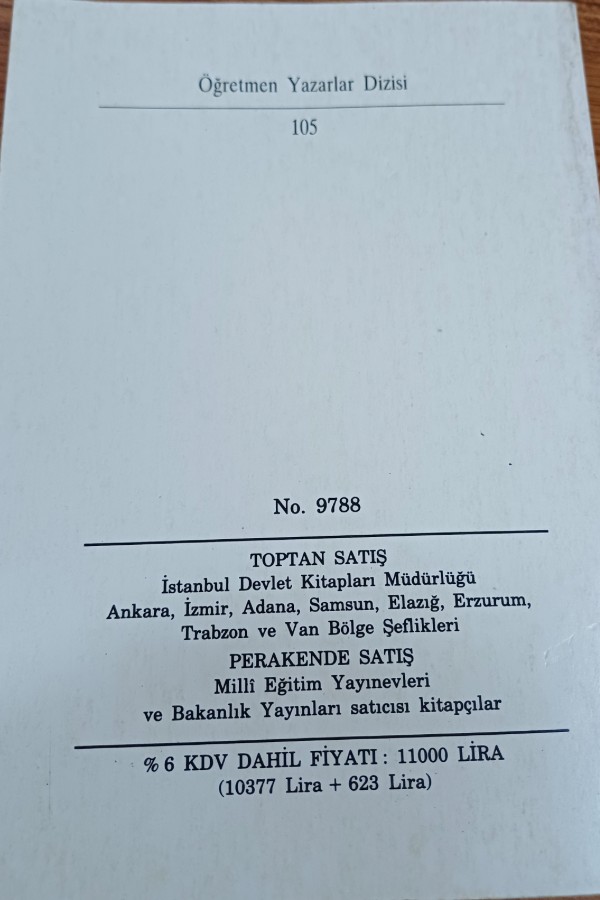 Öğretmen Yazarlar Dizisi
105
No. 9788
TOPTAN SATIŞ
İstanbul Devlet Kitapları Müdürlüğü
Ankara, İzmir, Adana, Samsun, Elazığ, Erzurum,
Trabzon ve Van Bölge Şeflikleri
PERAKENDE SATIŞ
Millî Eğitim Yayınevleri
ve Bakanlık Yayınları satıcısı kitapçılar
% 6 KDV DAHİL FİYATI : 11000 LİRA
(10377 Lira + 623 Lira)